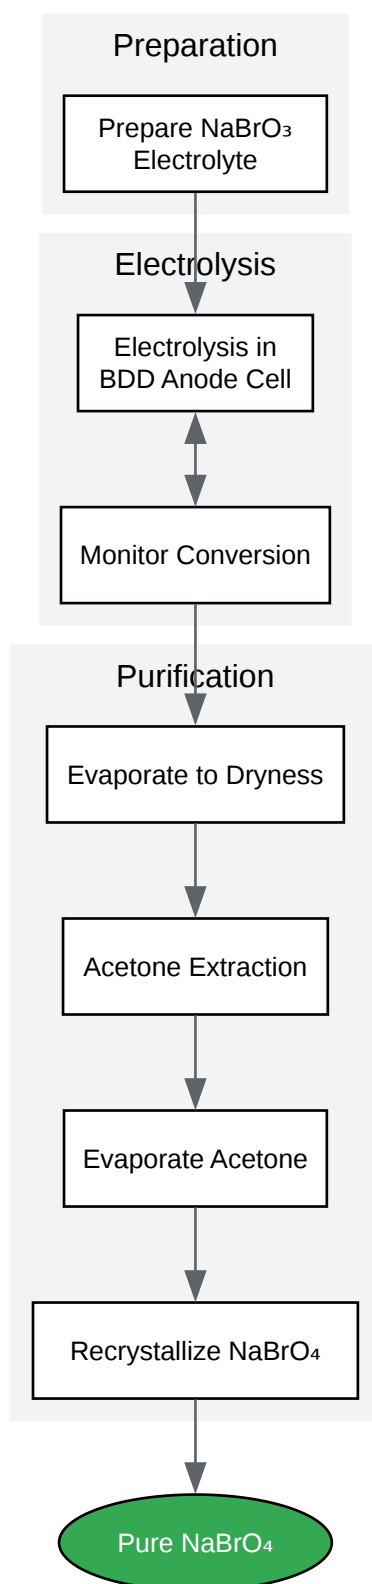 Preparation
Prepare NaBrO₃
Electrolyte
Electrolysis
Electrolysis in
BDD Anode Cell
Monitor Conversion
Purification
Evaporate to Dryness
Acetone Extraction
Evaporate Acetone
Recrystallize NaBrO₄
Pure NaBrO₄